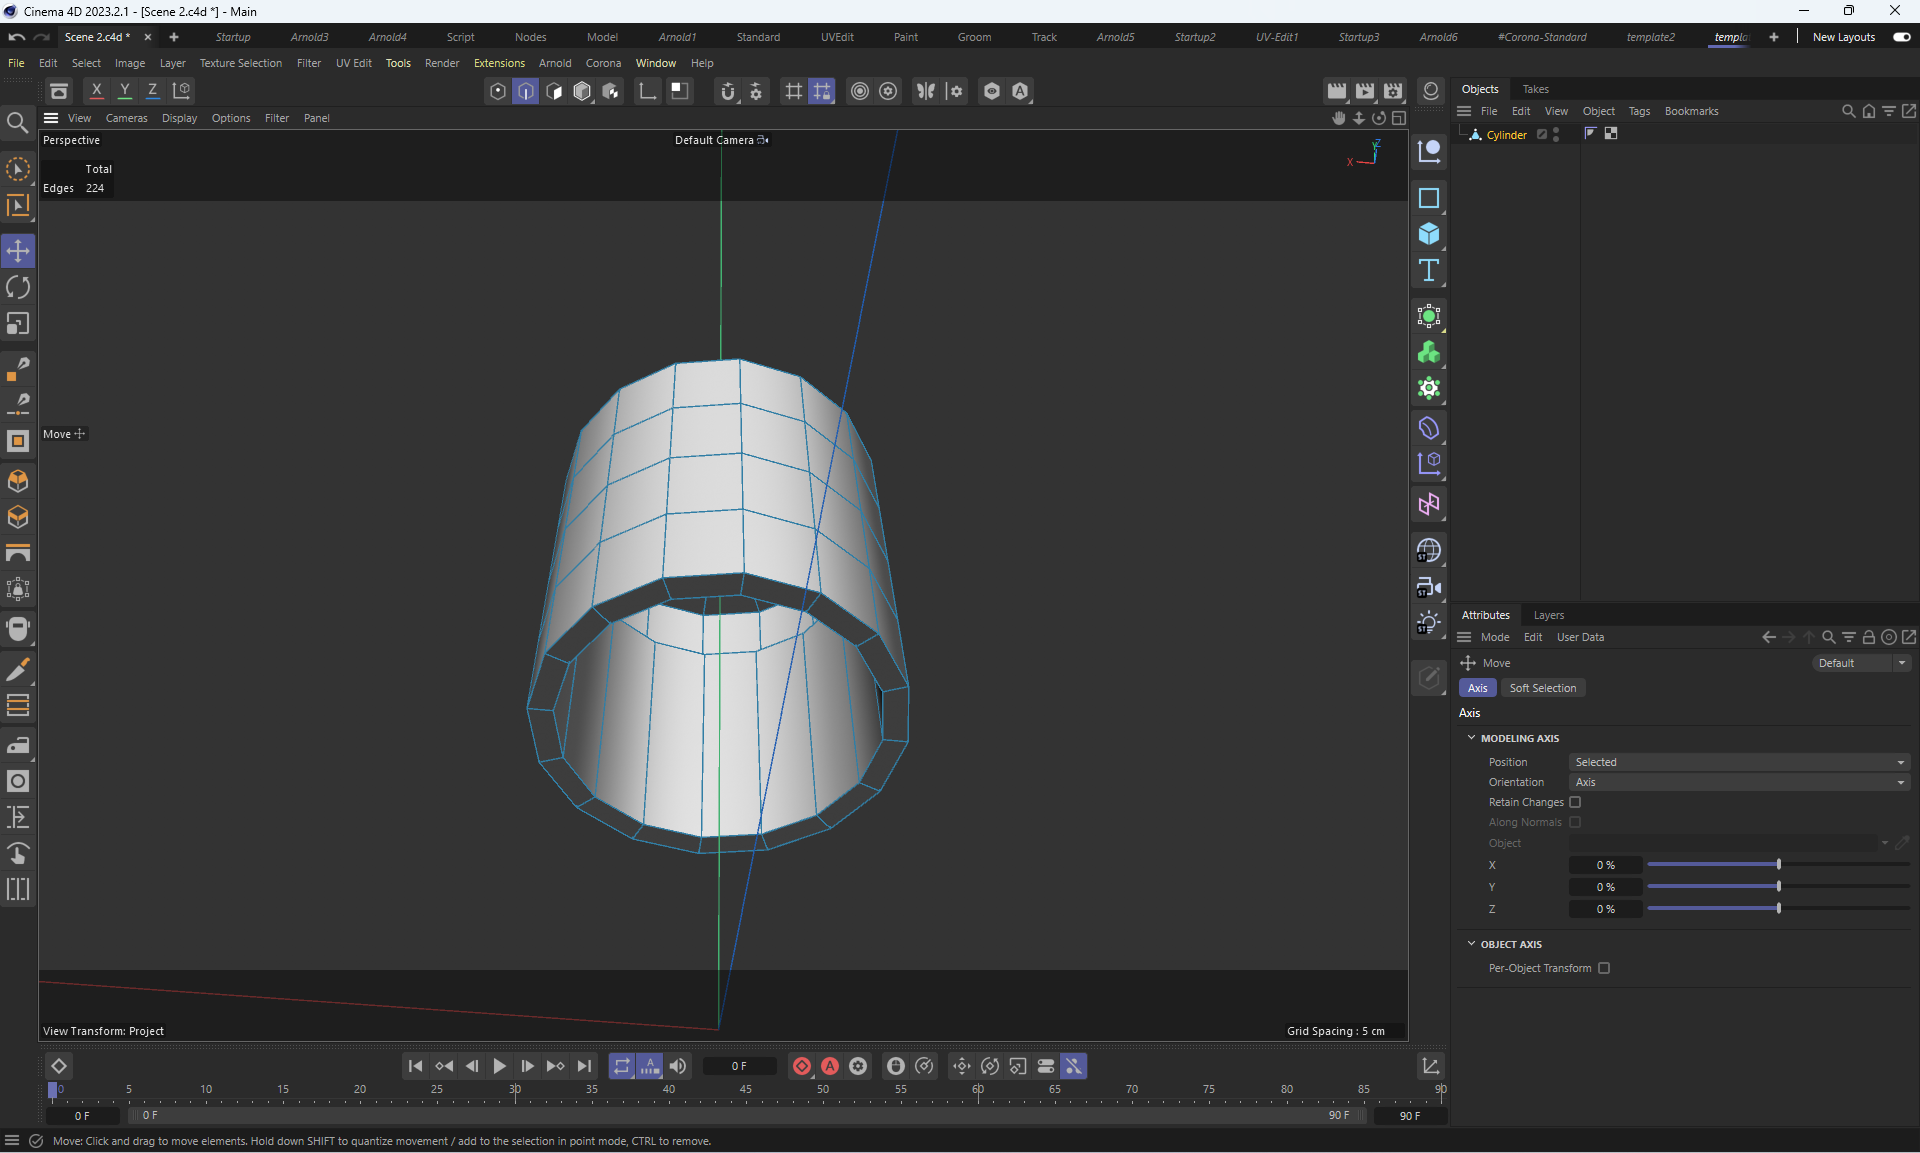 Cinema 4D 2023.2.1 - [Scene 2.c4d *] - Main
Scene 2.c4d * Startup Arnold3 Arnold4 Script Nodes Model Arnold1 Standard UVEdit Paint Groom Track Arnold5 Startup2 UV-Edit1 Startup3 Arnold6 #Corona-Standard template2 templa New Layouts
File Edit Select Image Layer Texture Selection Filter UV Edit Tools Render Extensions Arnold Corona Window Help
X Y Z
Objects Takes
View Cameras Display Options Filter Panel
File Edit View Object Tags Bookmarks
Perspective
Default Camera
Cylinder
Total
Edges 224
Move
Attributes Layers
Mode Edit User Data
Move Default
Axis Soft Selection
Axis
MODELING AXIS
Position Selected
Orientation Axis
Retain Changes
Along Normals
Object
X 0 %
Y 0 %
Z 0 %
OBJECT AXIS
Per-Object Transform
View Transform: Project
Grid Spacing : 5 cm
0 F
0 5 10 15 20 25 30 35 40 45 50 55 60 65 70 75 80 85 90
0 F 0 F 90 F 90 F
Move: Click and drag to move elements. Hold down SHIFT to quantize movement / add to the selection in point mode, CTRL to remove.